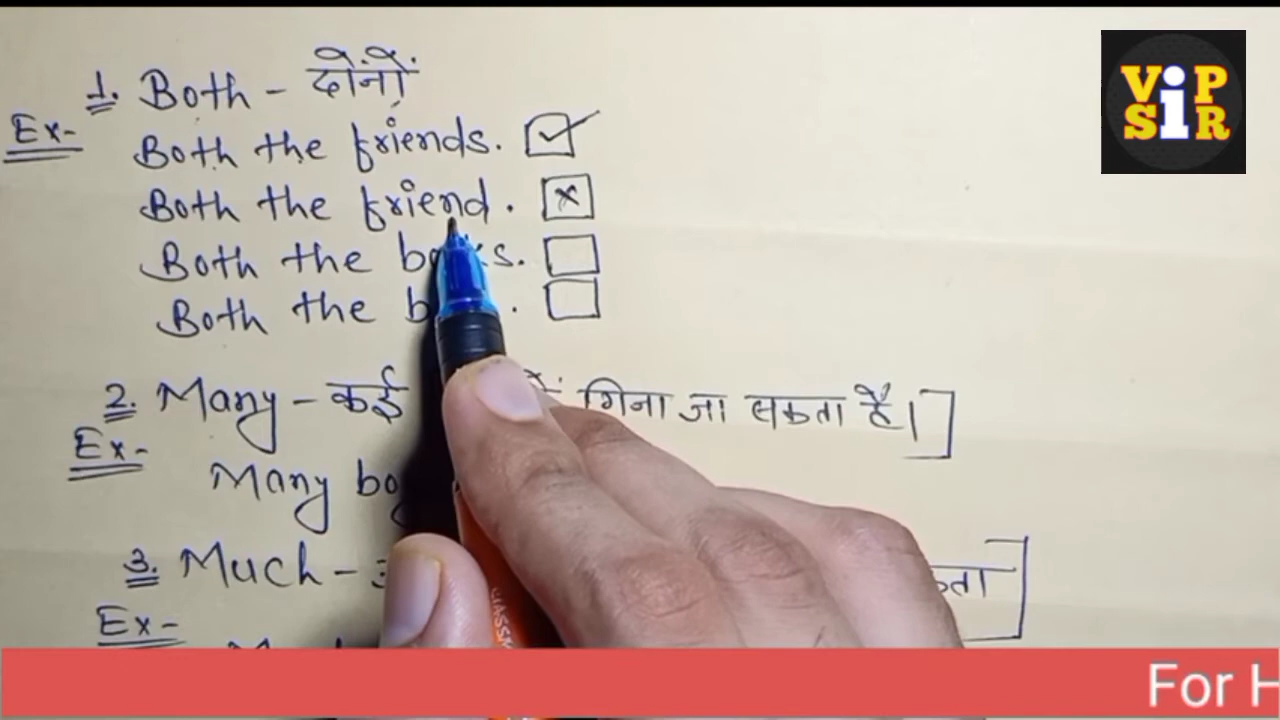 1. Both - दोंनों
Ex-
Both the friends.
Both the friend.
Both the
Both the
2. Many - कई गिना जा सकता है।]
Ex-
Many
3. Much -
Ex-
VIP
SIR
For H